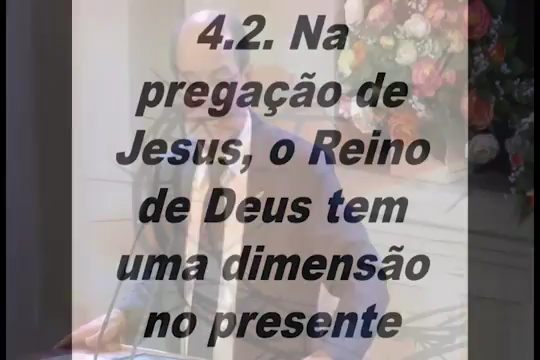 4.2. Na
pregação de
Jesus, o Reino
de Deus tem
uma dimensão
no presente